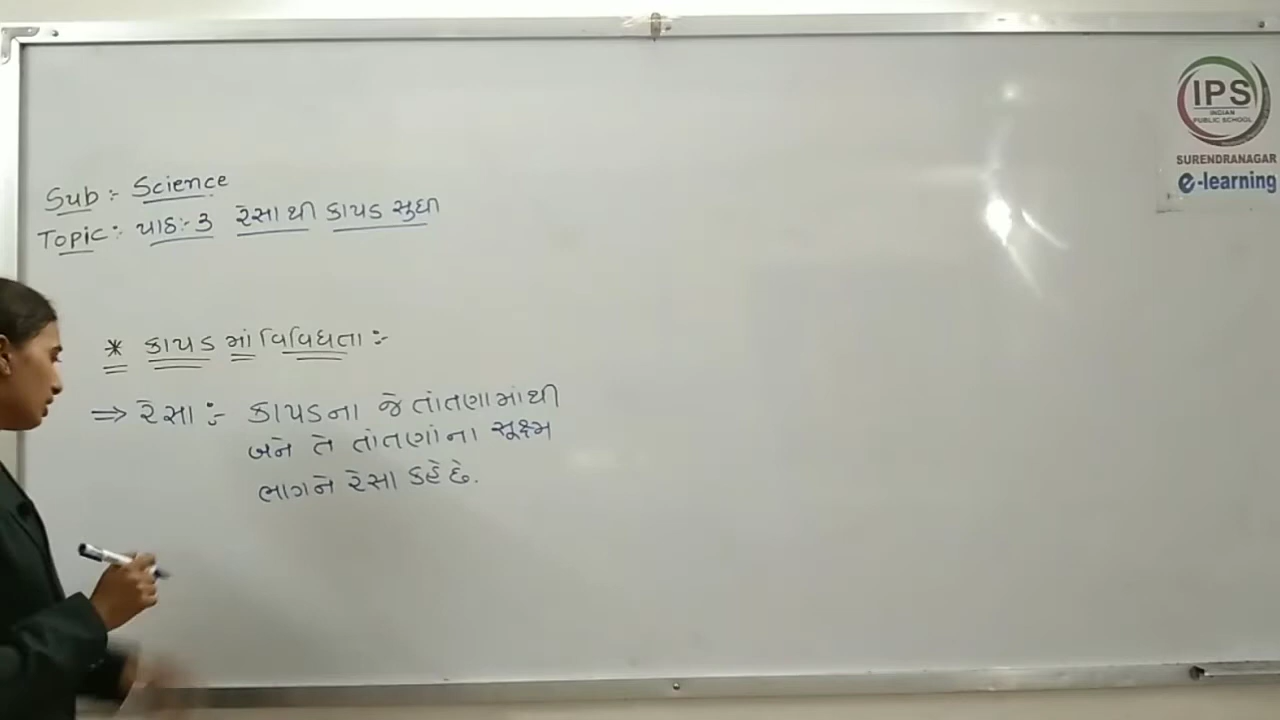 Sub :- Science
Topic :- પાઠ:-3 રેસા થી કાપડ સુધી
* કાપડ માં વિવિધતા :-
⇒ રેસા :- કાપડના જે તાંતણામાંથી
બને તે તાંતણાંના સૂક્ષ્મ
ભાગને રેસા કહે છે.
IPS
INDIAN
PUBLIC SCHOOL
SURENDRANAGAR
e-learning